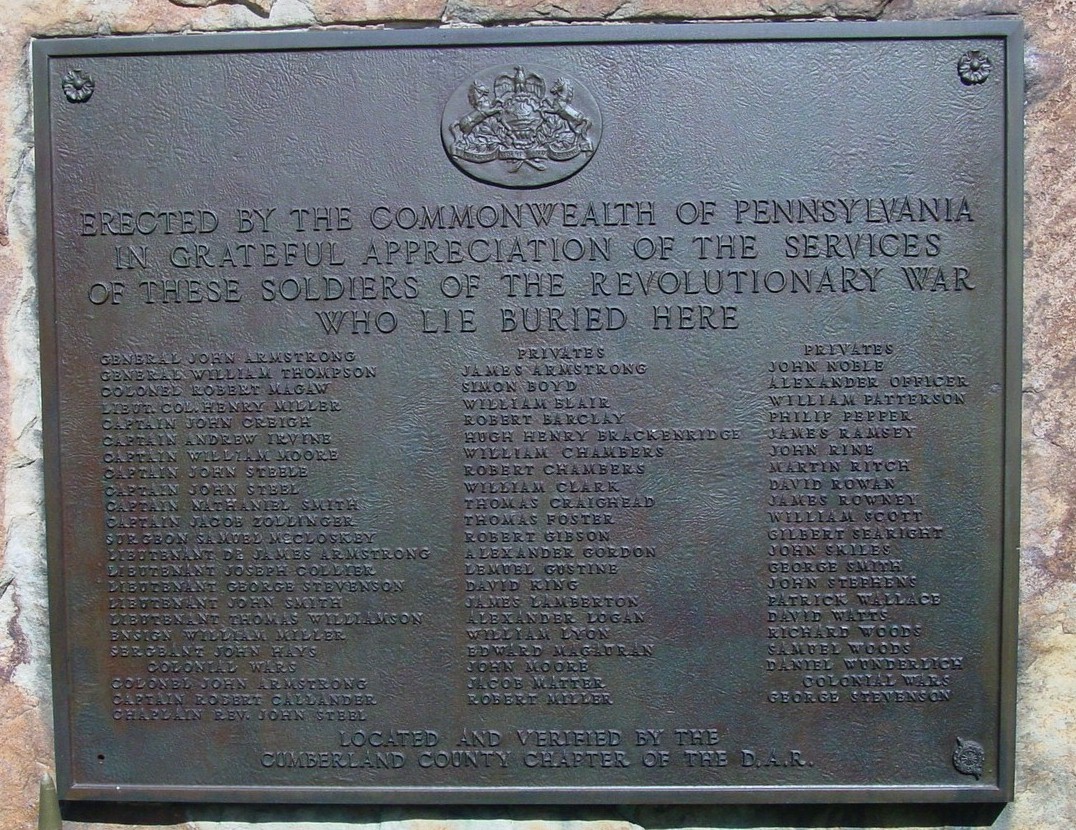 ERECTED BY THE COMMONWEALTH OF PENNSYLVANIA
IN GRATEFUL APPRECIATION OF THE SERVICES
OF THESE SOLDIERS OF THE REVOLUTIONARY WAR
WHO LIE BURIED HERE
GENERAL JOHN ARMSTRONG
GENERAL WILLIAM THOMPSON
COLONEL ROBERT MAGAW
LIEUT. COL. HENRY MILLER
CAPTAIN JOHN CREIGH
CAPTAIN ANDREW IRVINE
CAPTAIN WILLIAM MOORE
CAPTAIN JOHN STEELE
CAPTAIN JOHN STEEL
CAPTAIN NATHANIEL SMITH
CAPTAIN JACOB ZOLLINGER
SURGEON SAMUEL McCLOSKEY
LIEUTENANT DR JAMES ARMSTRONG
LIEUTENANT JOSEPH COLLIER
LIEUTENANT GEORGE STEVENSON
LIEUTENANT JOHN SMITH
LIEUTENANT THOMAS WILLIAMSON
ENSIGN WILLIAM MILLER
SERGEANT JOHN HAYS
COLONIAL WARS
COLONEL JOHN ARMSTRONG
CAPTAIN ROBERT CALLANDER
CHAPLAIN REV. JOHN STEEL
PRIVATES
JAMES ARMSTRONG
SIMON BOYD
WILLIAM BLAIR
ROBERT BARCLAY
HUGH HENRY BRACKENRIDGE
WILLIAM CHAMBERS
ROBERT CHAMBERS
WILLIAM CLARK
THOMAS CRAIGHEAD
THOMAS FOSTER
ROBERT GIBSON
ALEXANDER GORDON
LEMUEL GUSTINE
DAVID KING
JAMES LAMBERTON
ALEXANDER LOGAN
WILLIAM LYON
EDWARD MAGAURAN
JOHN MOORE
JACOB MATTER
ROBERT MILLER
PRIVATES
JOHN NOBLE
ALEXANDER OFFICER
WILLIAM PATTERSON
PHILIP PEPPER
JAMES RAMSEY
JOHN RINE
MARTIN RITCH
DAVID ROWAN
JAMES ROWNEY
WILLIAM SCOTT
GILBERT SEARIGHT
JOHN SKILES
GEORGE SMITH
JOHN STEPHENS
PATRICK WALLACE
DAVID WATTS
RICHARD WOODS
SAMUEL WOODS
DANIEL WUNDERLICH
COLONIAL WARS
GEORGE STEVENSON
LOCATED AND VERIFIED BY THE
CUMBERLAND COUNTY CHAPTER OF THE D.A.R.